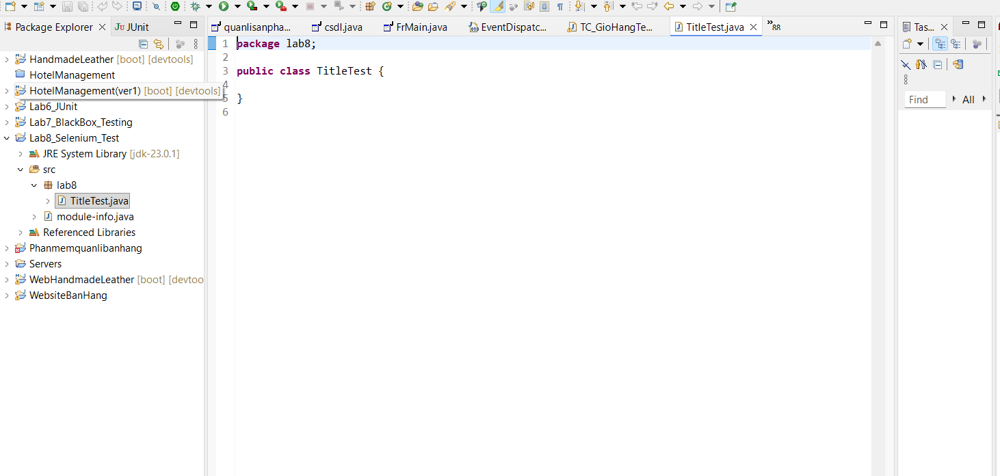 Package Explorer
JUnit
quanlisanpha...
csdl.java
FrMain.java
EventDispatc...
TC_GioHangTe...
TitleTest.java
88
Tas...
HandmadeLeather [boot] [devtools]
HotelManagement
HotelManagement(ver1) [boot] [devtools]
Lab6_JUnit
Lab7_BlackBox_Testing
Lab8_Selenium_Test
JRE System Library [jdk-23.0.1]
src
lab8
TitleTest.java
module-info.java
Referenced Libraries
Phanmemquanlibanhang
Servers
WebHandmadeLeather [boot] [devtoo
WebsiteBanHang
1 package lab8;
2
3 public class TitleTest {
4
5 }
6
Find
All